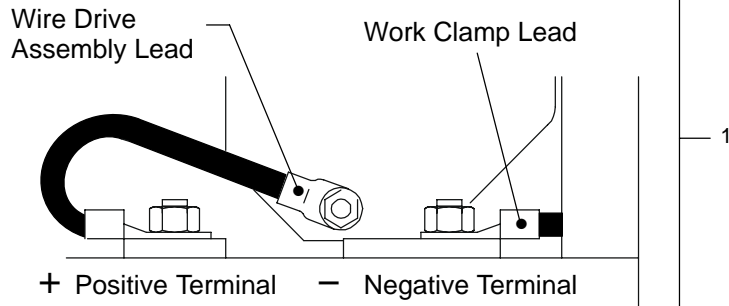 Wire Drive
Assembly Lead
Work Clamp Lead
1
+ Positive Terminal − Negative Terminal